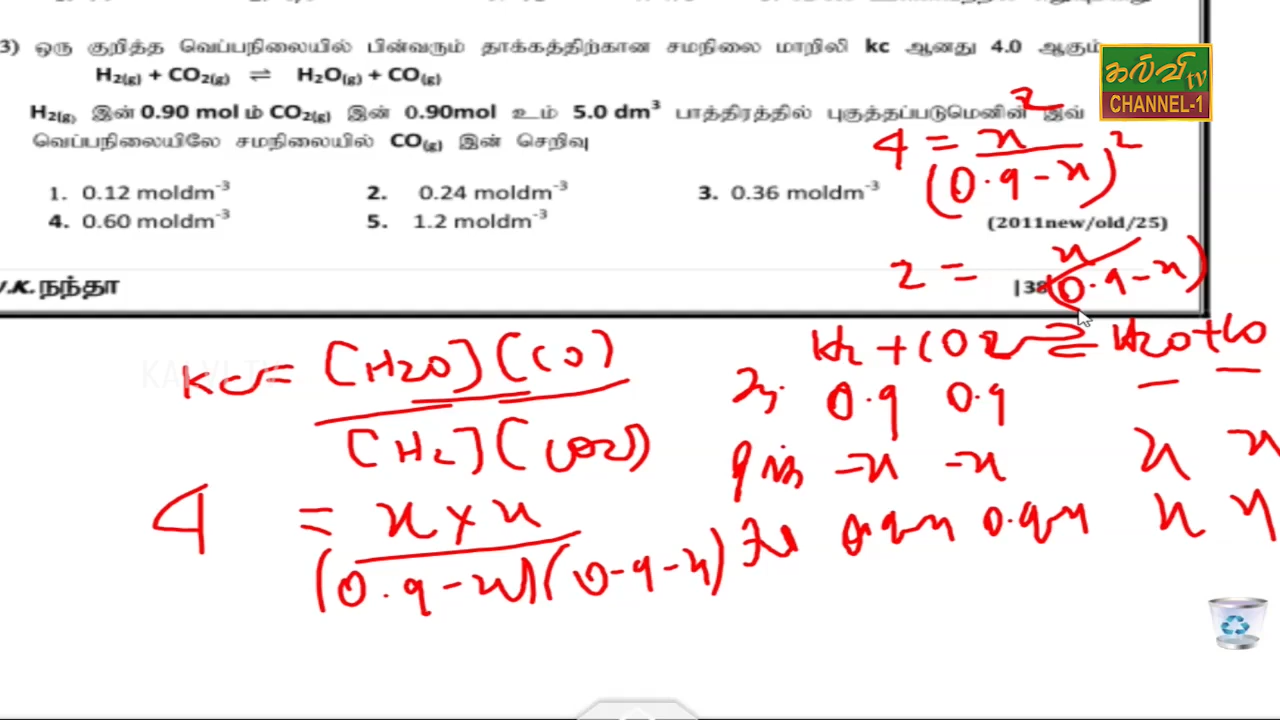 3) ஒரு குறித்த வெப்பநிலையில் பின்வரும் தாக்கத்திற்கான சமநிலை மாறிலி kc ஆனது 4.0 ஆகும்
H₂(g) + CO₂(g) ⇌ H₂O(g) + CO(g)
H₂(g) இன் 0.90 mol ம் CO₂(g) இன் 0.90mol உம் 5.0 dm³ பாத்திரத்தில் புகுத்தப்படுமெனின் இவ்
வெப்பநிலையிலே சமநிலையில் CO(g) இன் செறிவு
1. 0.12 moldm⁻³ 2. 0.24 moldm⁻³ 3. 0.36 moldm⁻³
4. 0.60 moldm⁻³ 5. 1.2 moldm⁻³ (2011new/old/25)
கல்வி tv
CHANNEL-1
4 = x² / (0.9-x)²
2 = x / (0.9-x)
.K. நந்தா |38
KALVI TV
H2 + CO2 ⇌ H2O + CO
0.9 0.9 — —
-x -x x x
0.9-x 0.9-x x x
KC = [H2O][CO] / [H2][CO2]
4 = x × x / (0.9-x)(0.9-x)